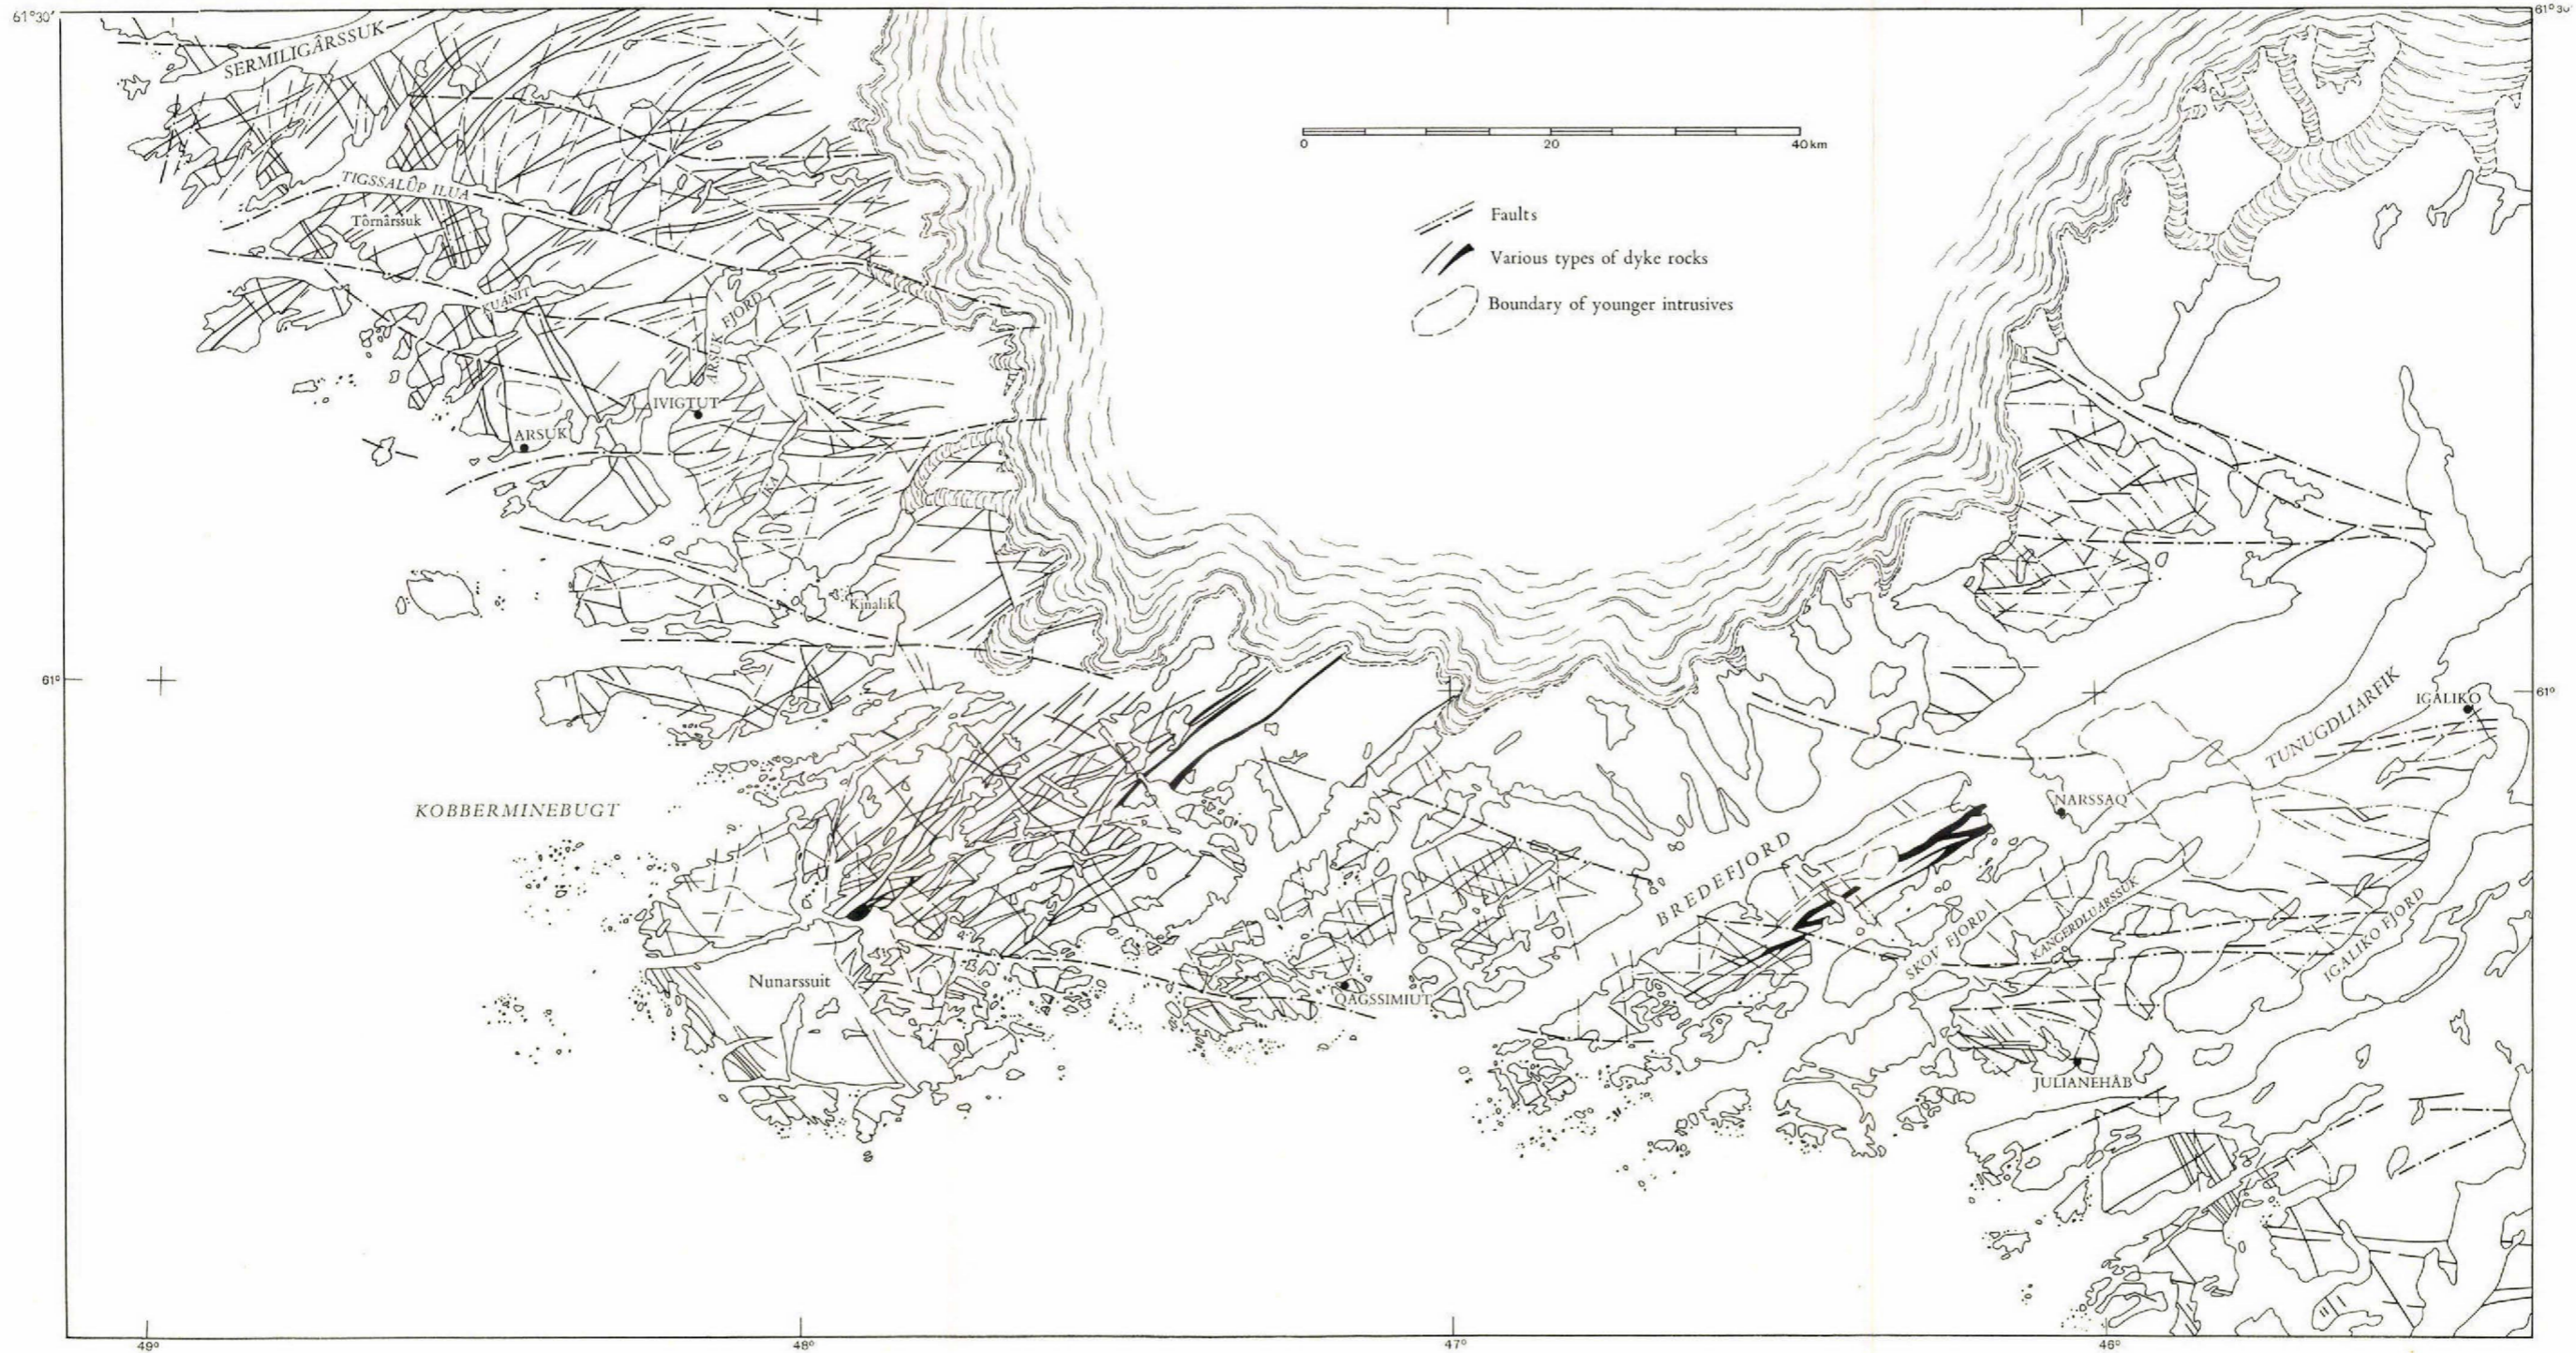 61°30'
61°30'
SERMILIGÂRSSUK
0
20
40 km
TIGSSALÛP ILUA
Faults
Tôrnârssuk
Various types of dyke rocks
KUÁNIT
Boundary of younger intrusives
ARSUK FJORD
IVIGTUT
ARSUK
KA
Kinalik
61°
61°
IGALIKO
TUNUGDLIARFIK
KOBBERMINEBUGT
NARSSAQ
BREDEFJORD
KANGERDLUARSSUK
SKOV FJORD
IGALIKO FJORD
Nunarssuit
QAGSSIMIUT
JULIANEHÅB
49°
48°
47°
46°